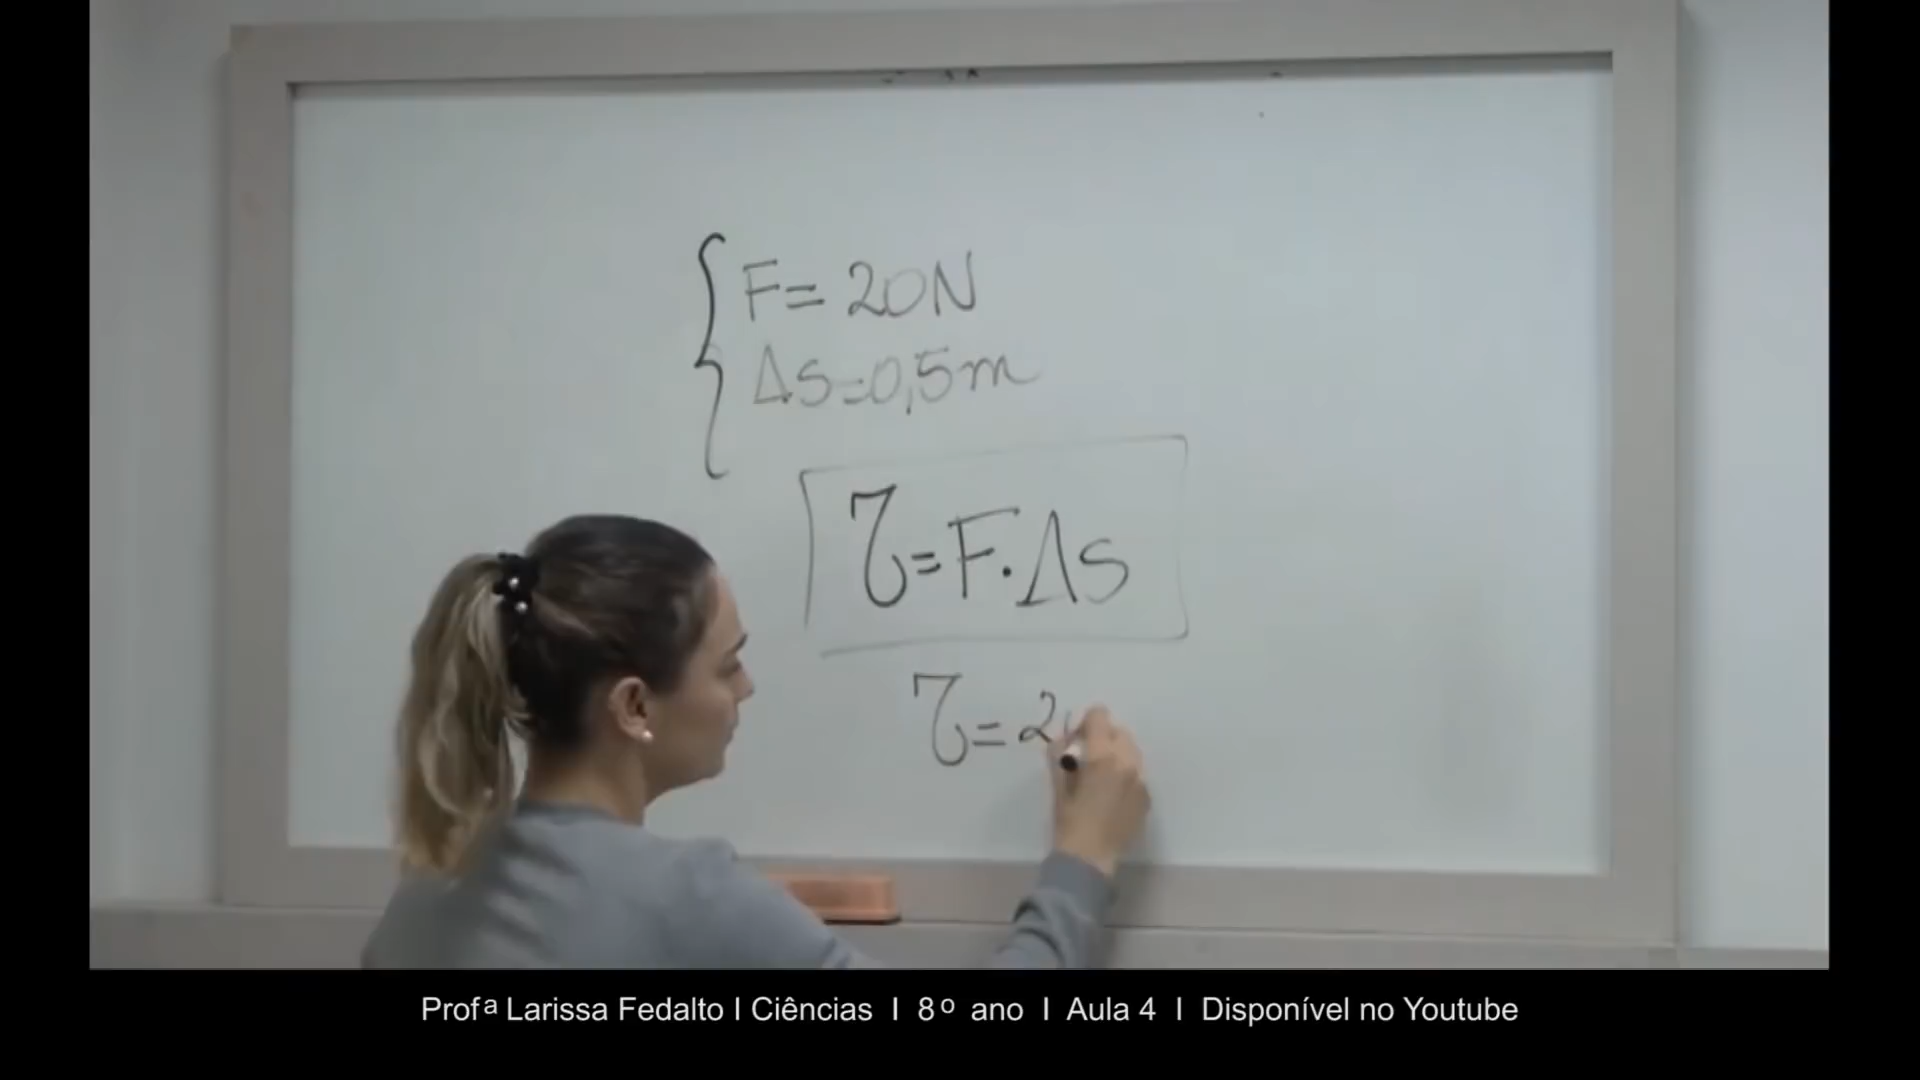 F = 20N
Δs = 0,5m
τ = F . Δs
τ = 2
Profª Larissa Fedalto I Ciências I 8º ano I Aula 4 I Disponível no Youtube